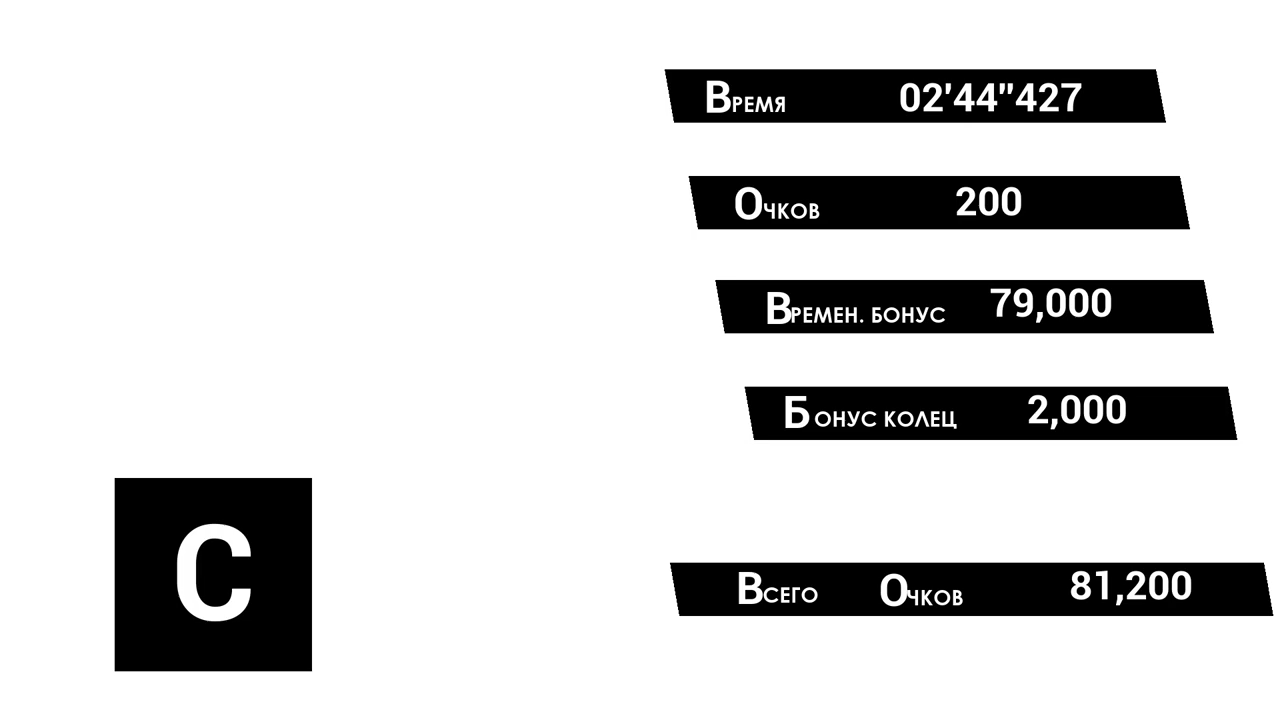 Время 02'44"427
Очков 200
Времен. бонус 79,000
Бонус колец 2,000
C
Всего Очков 81,200